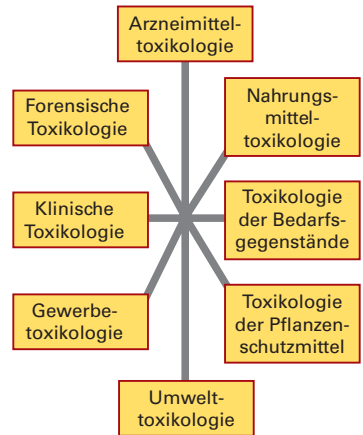 Arzneimittel-
toxikologie
Forensische
Toxikologie
Nahrungs-
mittel-
toxikologie
Klinische
Toxikologie
Toxikologie
der Bedarfs-
gegenstände
Gewerbe-
toxikologie
Toxikologie
der Pflanzen-
schutzmittel
Umwelt-
toxikologie